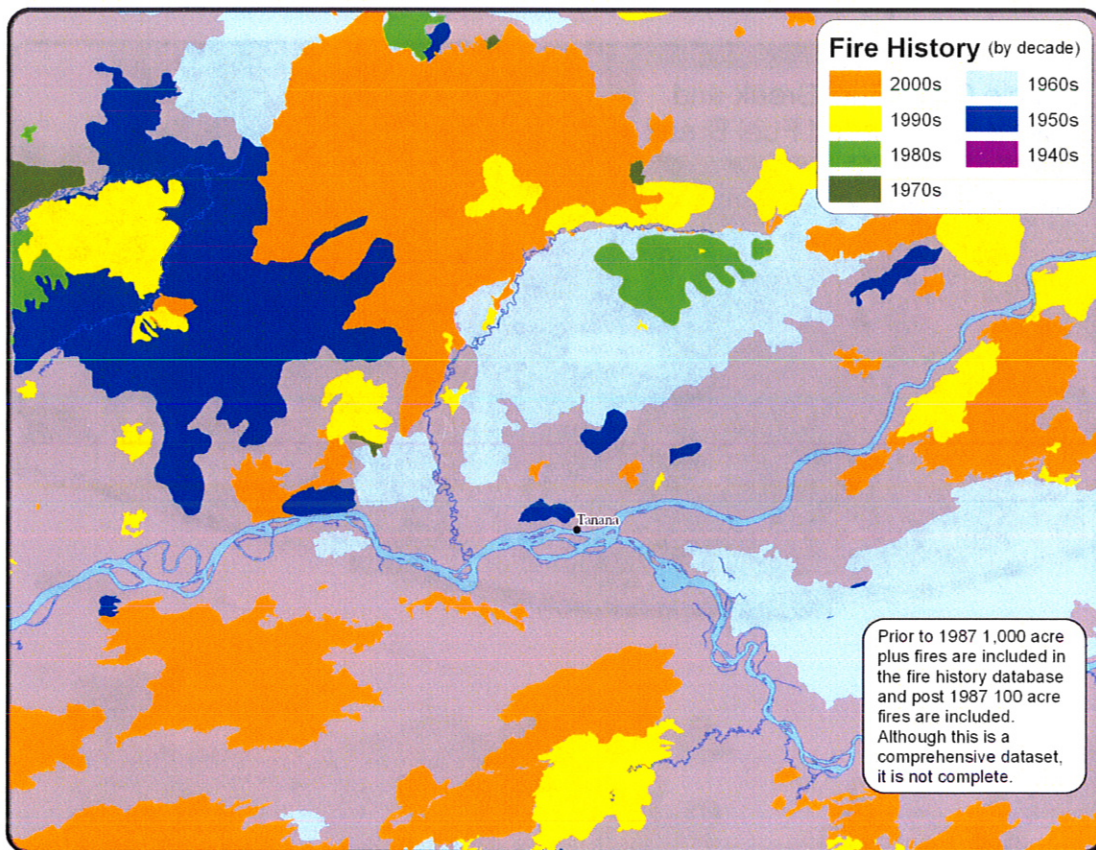 Fire History (by decade)
2000s
1990s
1980s
1970s
1960s
1950s
1940s
Tanana
Prior to 1987 1,000 acre
plus fires are included in
the fire history database
and post 1987 100 acre
fires are included.
Although this is a
comprehensive dataset,
it is not complete.